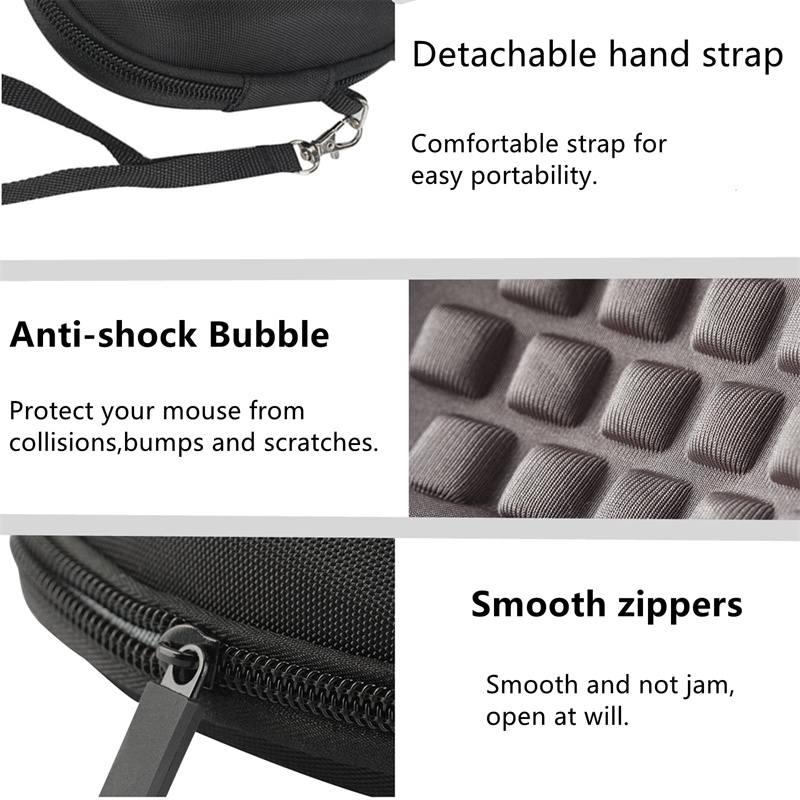 Detachable hand strap
Comfortable strap for
easy portability.
Anti-shock Bubble
Protect your mouse from
collisions,bumps and scratches.
Smooth zippers
Smooth and not jam,
open at will.